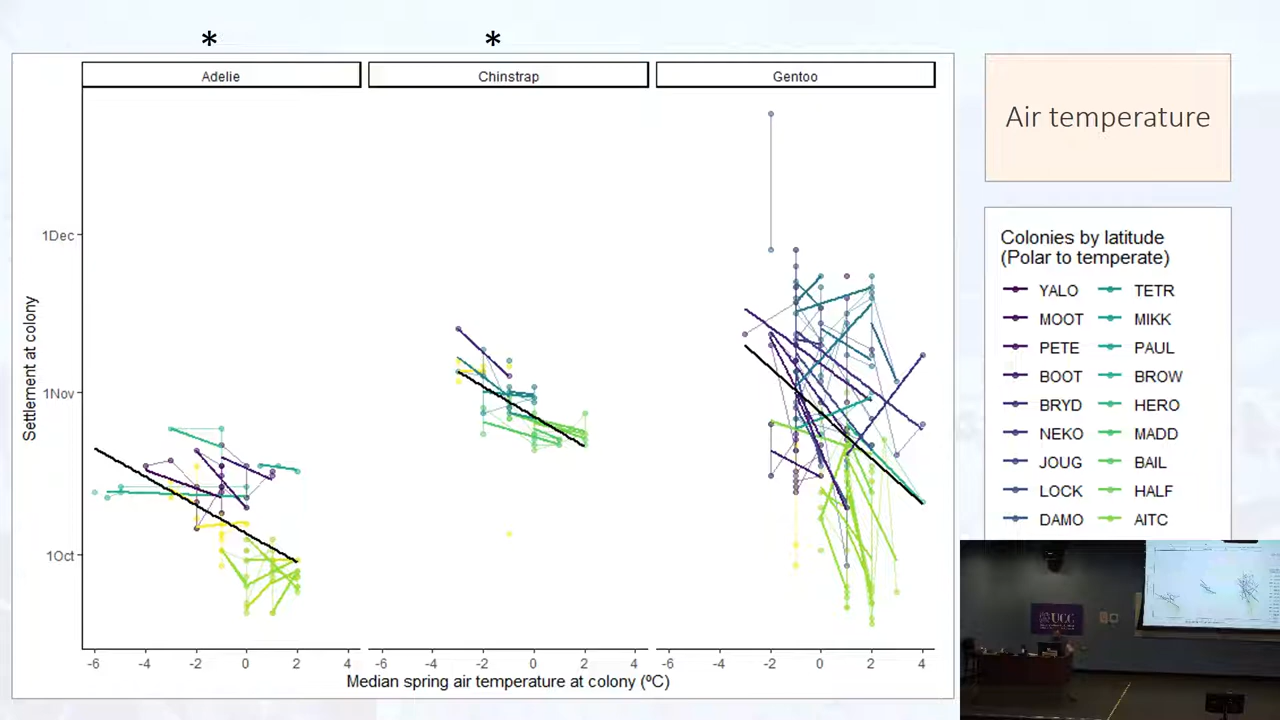 * *
Adelie Chinstrap Gentoo
Air temperature
Settlement at colony
1Dec
1Nov
1Oct
-6 -4 -2 0 2 4 -6 -4 -2 0 2 4 -6 -4 -2 0 2 4
Median spring air temperature at colony (ºC)
Colonies by latitude
(Polar to temperate)
YALO TETR
MOOT MIKK
PETE PAUL
BOOT BROW
BRYD HERO
NEKO MADD
JOUG BAIL
LOCK HALF
DAMO AITC
UCC